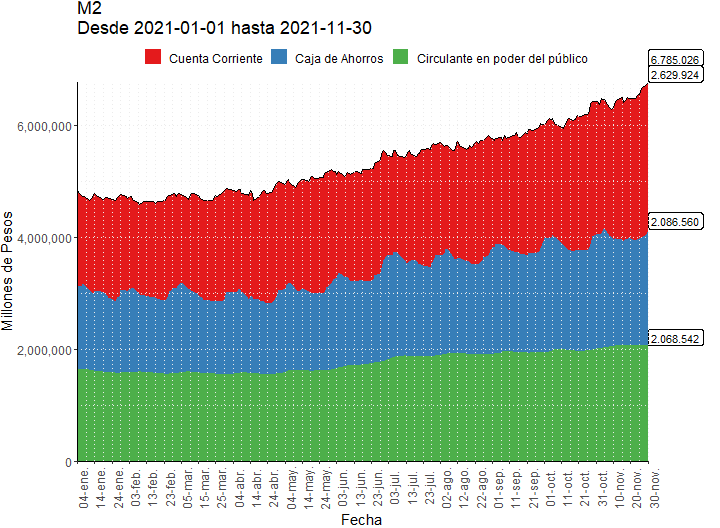 M2
Desde 2021-01-01 hasta 2021-11-30
Cuenta Corriente Caja de Ahorros Circulante en poder del público
6.785.026
2.629.924
2.086.560
2.068.542
6,000,000
4,000,000
2,000,000
0
Millones de Pesos
04-ene.
14-ene.
24-ene.
03-feb.
13-feb.
23-feb.
05-mar.
15-mar.
25-mar.
04-abr.
14-abr.
24-abr.
04-may.
14-may.
24-may.
03-jun.
13-jun.
23-jun.
03-jul.
13-jul.
23-jul.
02-ago.
12-ago.
22-ago.
01-sep.
11-sep.
21-sep.
01-oct.
11-oct.
21-oct.
31-oct.
10-nov.
20-nov.
30-nov.
Fecha